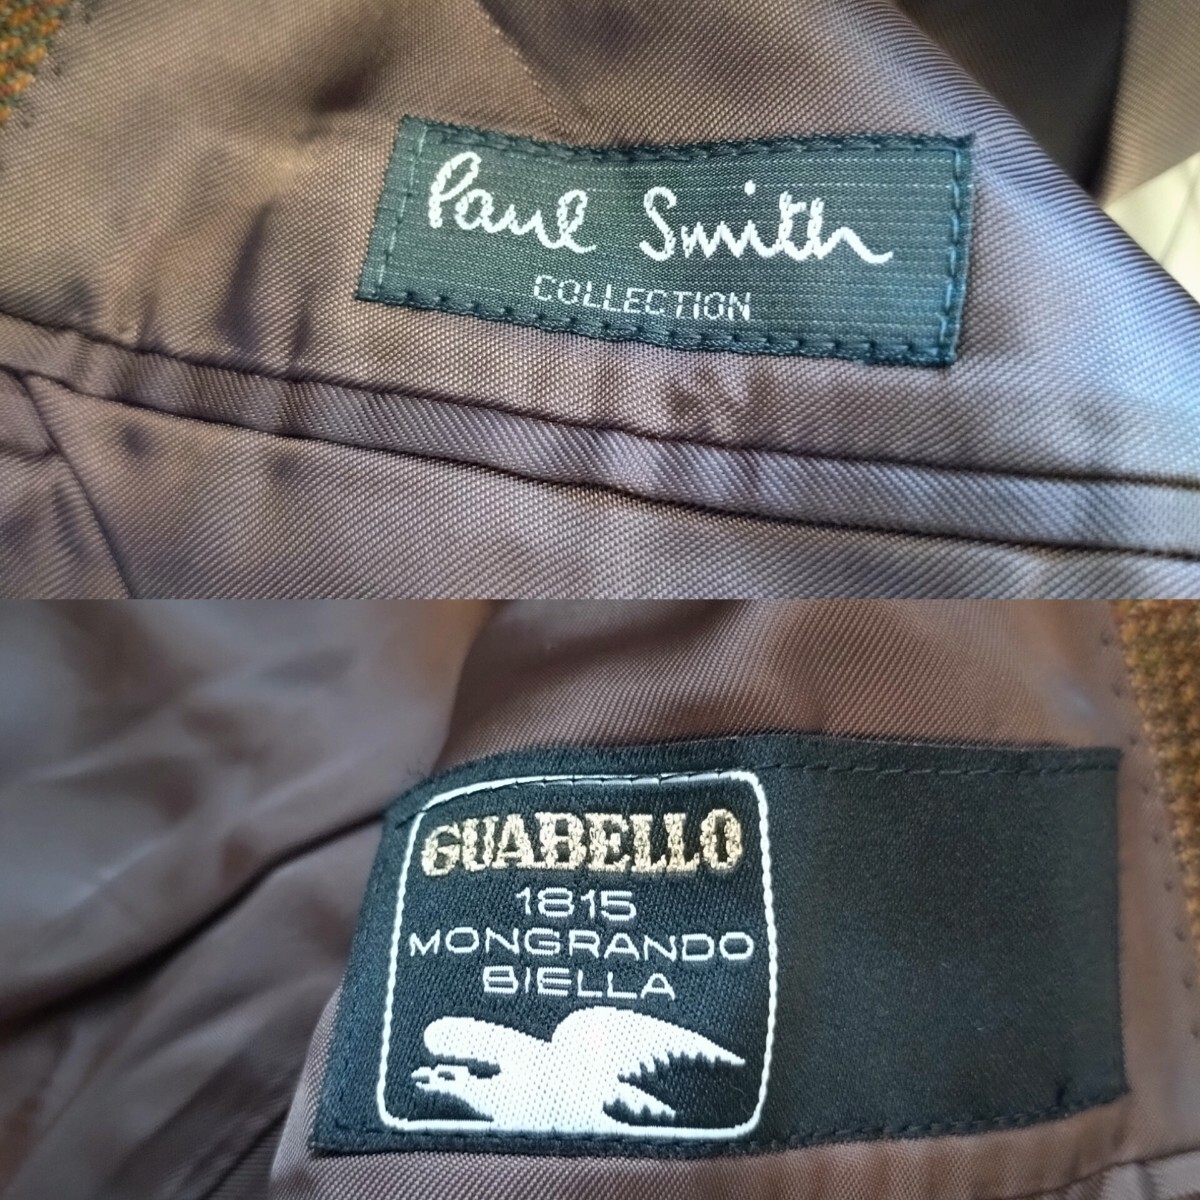 Paul Smith
COLLECTION
GUABELLO
1815
MONGRANDO
BIELLA